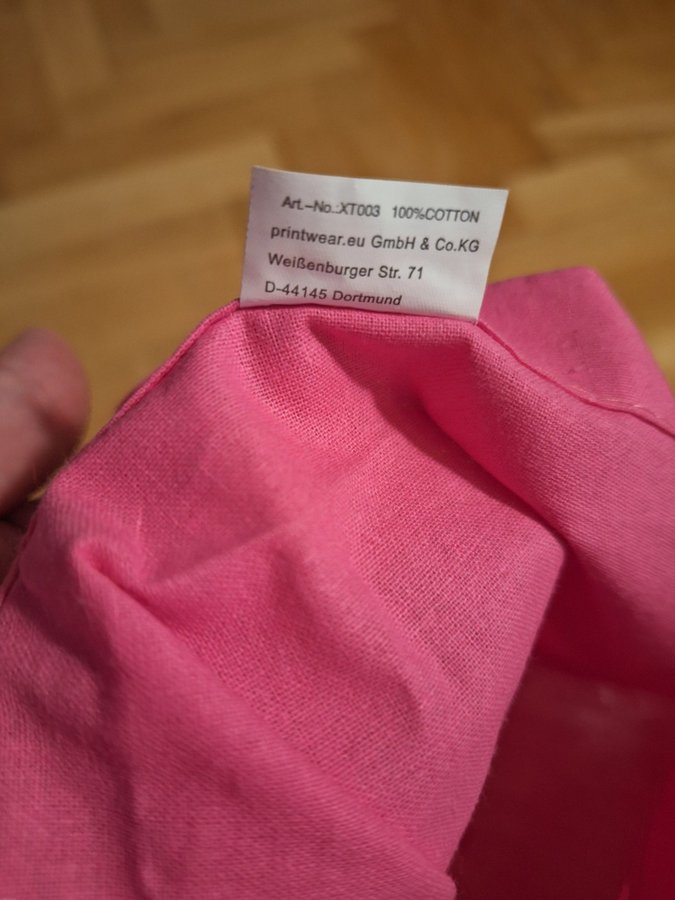 Art.-No.:XT003 100%COTTON
printwear.eu GmbH & Co.KG
Weißenburger Str. 71
D-44145 Dortmund